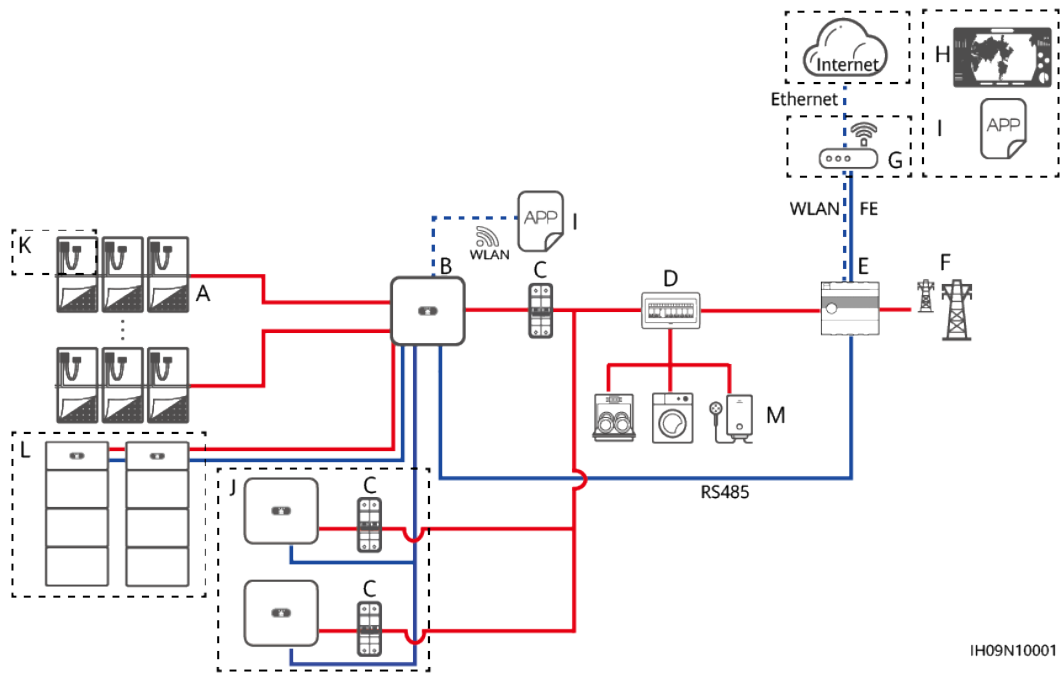 Internet
H
Ethernet
APP
I
G
WLAN
FE
K
APP
I
WLAN
A
B
C
D
E
F
M
L
J
C
RS485
C
IH09N10001